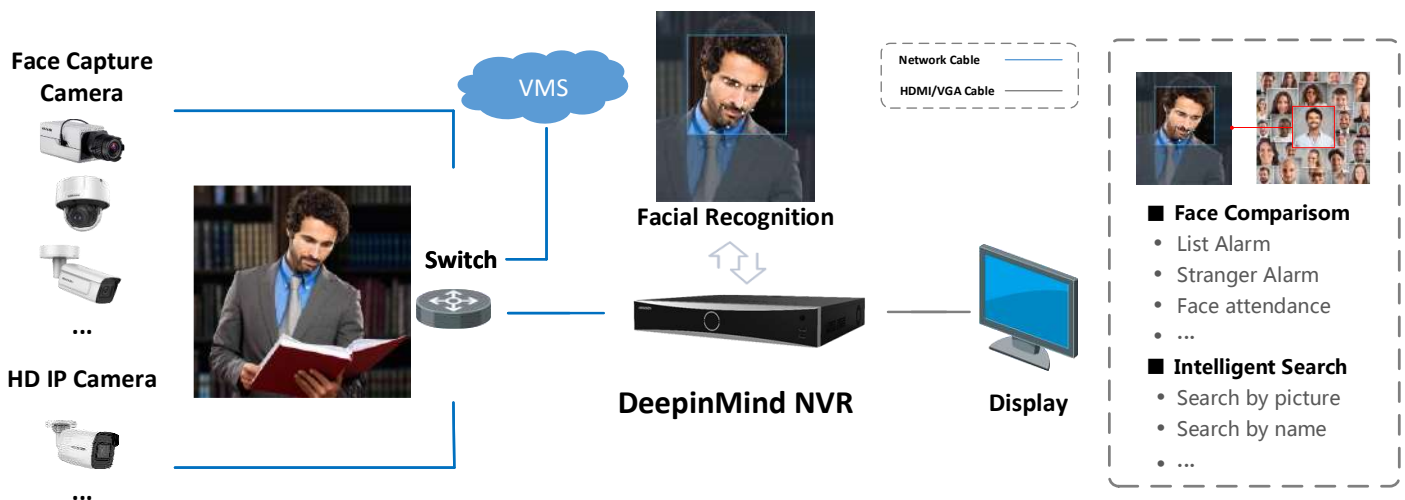 Face Capture
Camera
...
HD IP Camera
...
VMS
Switch
Facial Recognition
DeepinMind NVR
Display
Network Cable
HDMI/VGA Cable
■ Face Comparisom
• List Alarm
• Stranger Alarm
• Face attendance
• ...
■ Intelligent Search
• Search by picture
• Search by name
• ...